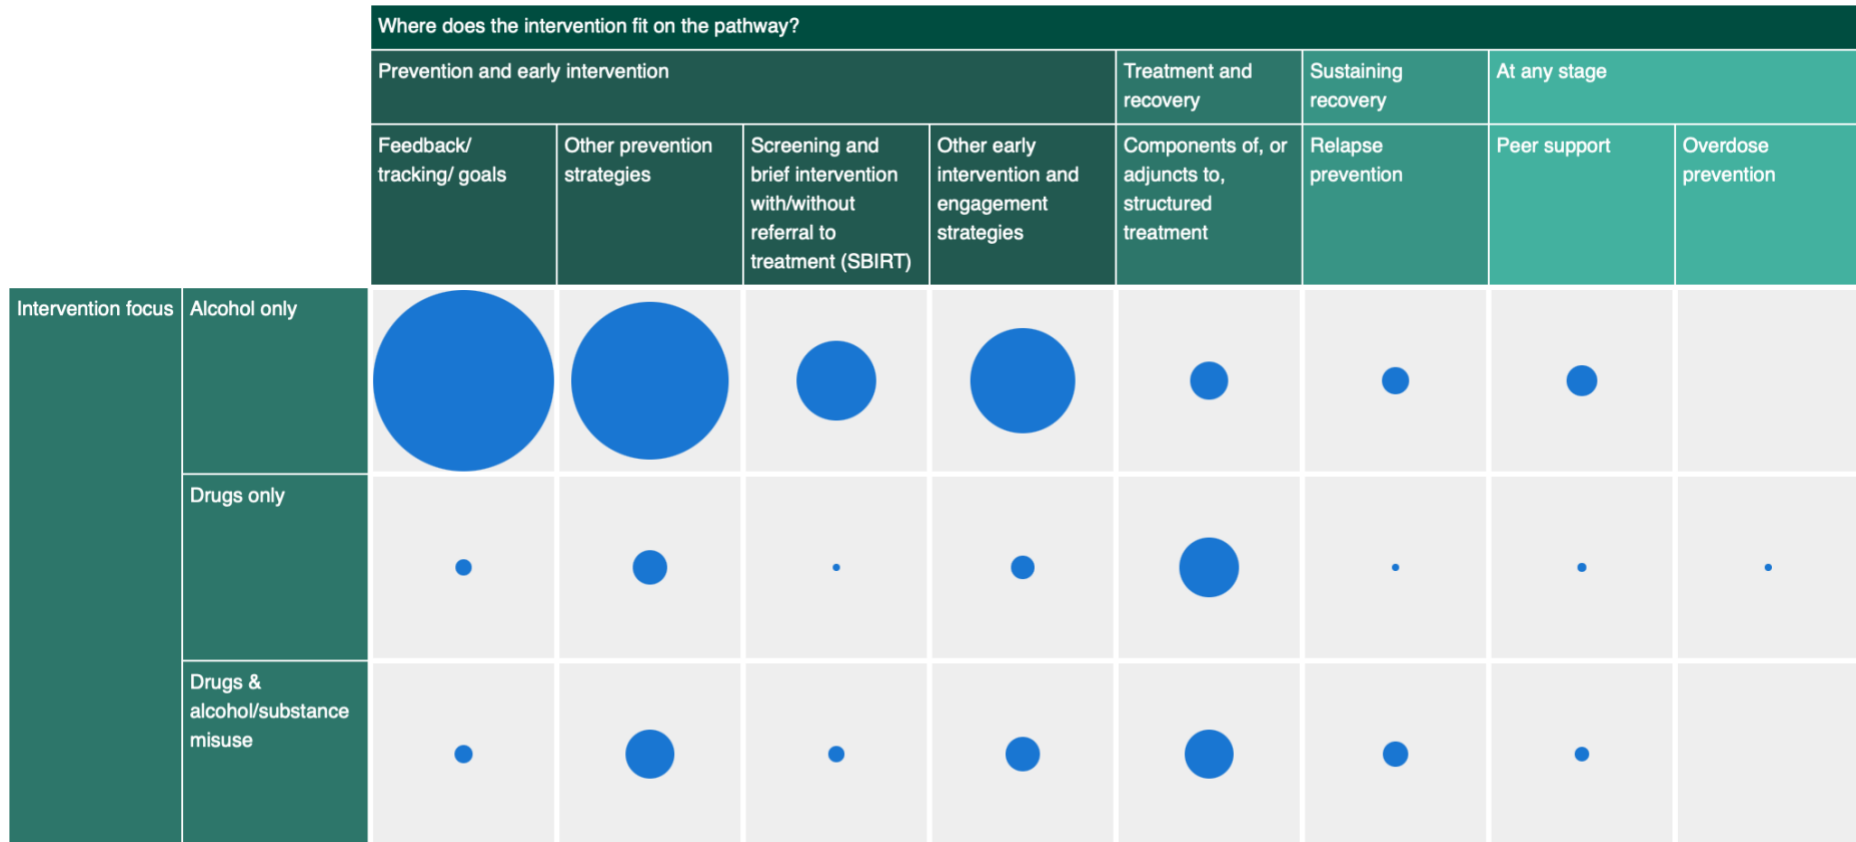 Where does the intervention fit on the pathway?
Prevention and early intervention
Treatment and
recovery
Sustaining
recovery
At any stage
Feedback/
tracking/ goals
Other prevention
strategies
Screening and
brief intervention
with/without
referral to
treatment (SBIRT)
Other early
intervention and
engagement
strategies
Components of, or
adjuncts to,
structured
treatment
Relapse
prevention
Peer support
Overdose
prevention
Intervention focus
Alcohol only
Drugs only
Drugs &
alcohol/substance
misuse